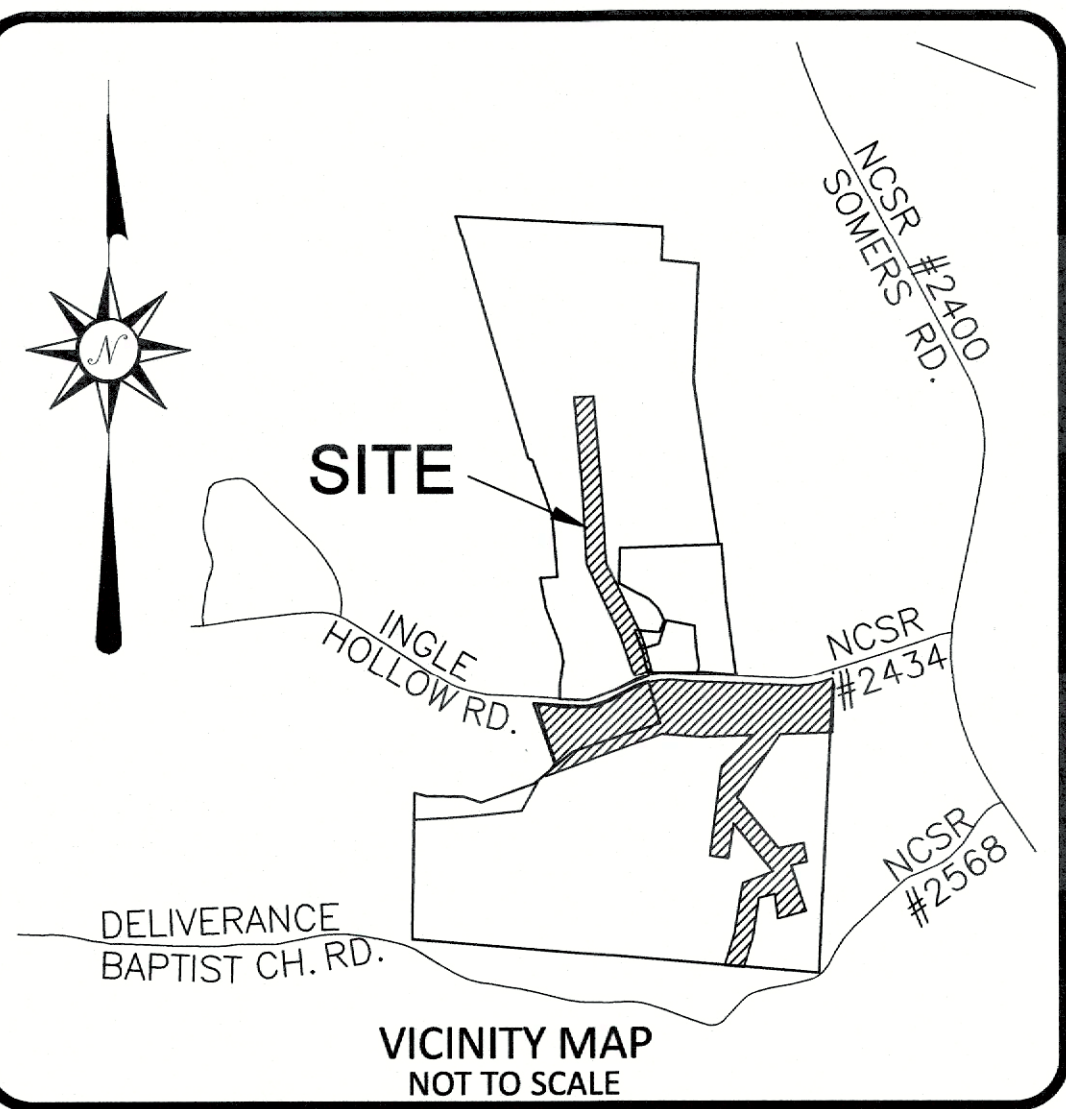 NCSR #2400
SOMERS RD.
N
SITE
INGLE
HOLLOW RD.
NCSR
#2434
NCSR
#2568
DELIVERANCE
BAPTIST CH. RD.
VICINITY MAP
NOT TO SCALE